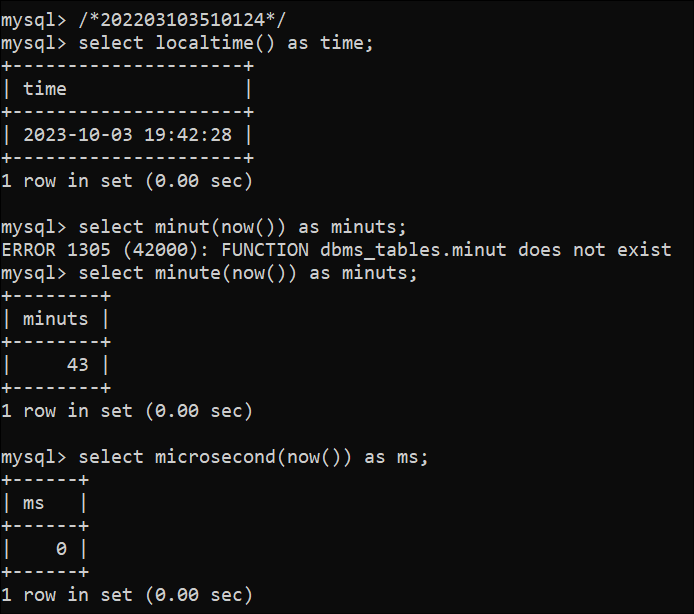 mysql> /*202203103510124*/
mysql> select localtime() as time;
+---------------------+
| time                |
+---------------------+
| 2023-10-03 19:42:28 |
+---------------------+
1 row in set (0.00 sec)

mysql> select minut(now()) as minuts;
ERROR 1305 (42000): FUNCTION dbms_tables.minut does not exist
mysql> select minute(now()) as minuts;
+--------+
| minuts |
+--------+
|     43 |
+--------+
1 row in set (0.00 sec)

mysql> select microsecond(now()) as ms;
+------+
| ms   |
+------+
|    0 |
+------+
1 row in set (0.00 sec)